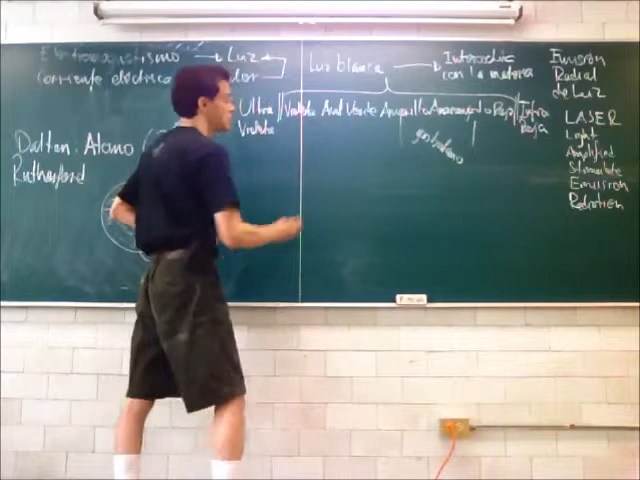 Electromagnetismo → Luz
Corriente eléctrica
Luz blanca → Interacción
con la materia
Ultra
Violeta
Violeta Azul Verde Amarillo Anaranjado Rojo
Infra
Roja
Dalton. Átomo
Rutherford
Emisión
Radial
de Luz
LASER
Light
Amplified
Stimulate
Emission
Radiation